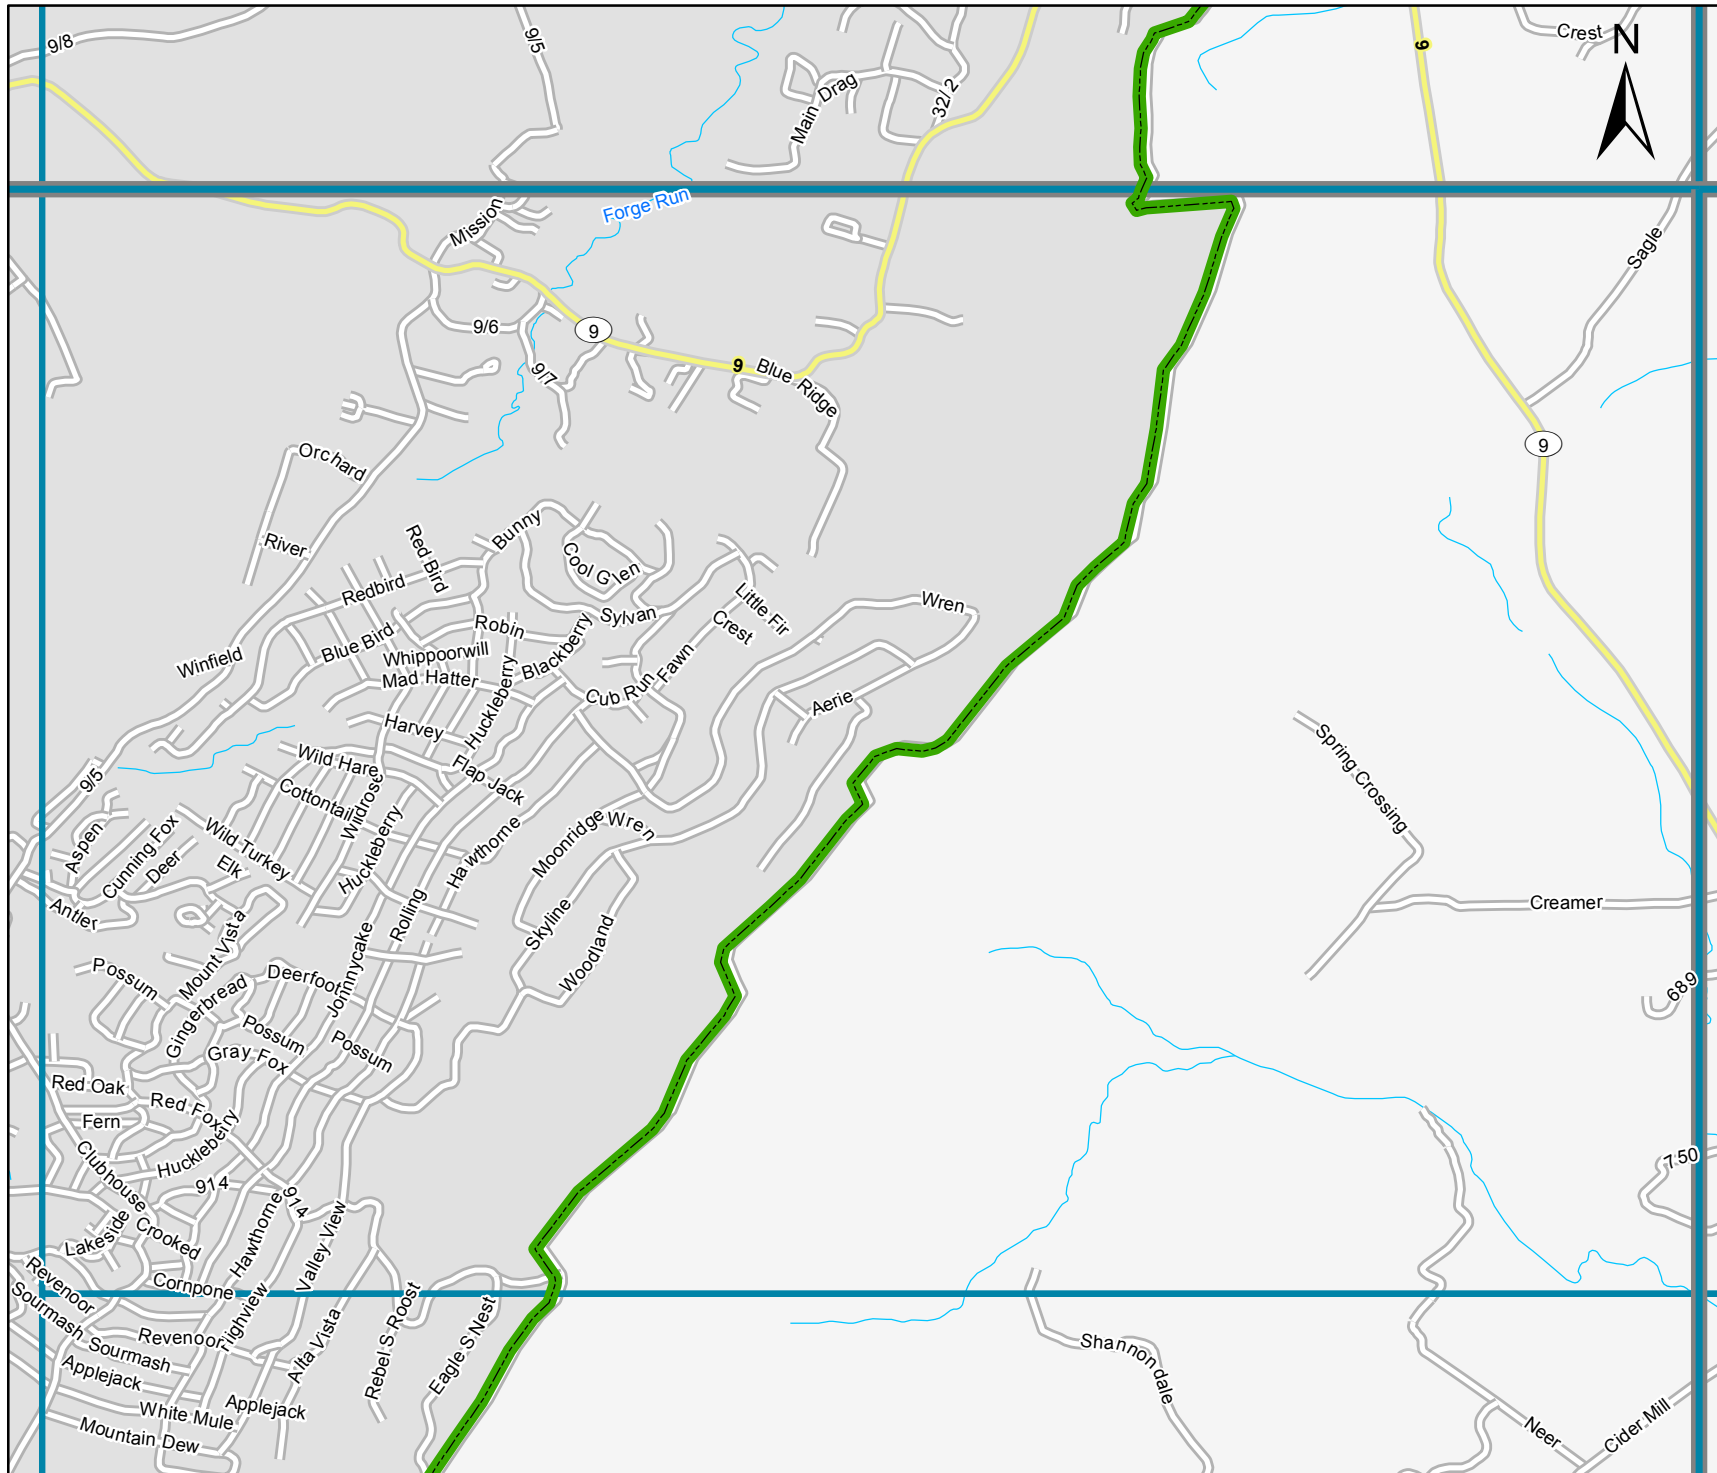 9/8
9/5
Main Drag
32/2
9
Crest
N
Forge Run
Mission
Sagle
9/6
9
9/7
9
Blue Ridge
9
Orchard
River
Red Bird
Bunny
Cool Glen
Redbird
Little Fir
Wren
Sylvan
Crest
Robin
Blue Bird
Whippoorwill
Blackberry
Winfield
Mad Hatter
Huckleberry
Cub Run
Fawn
Aerie
Harvey
Wild Hare
Flap Jack
9/5
Cottontail
Wildrose
Spring Crossing
Aspen
Cunning Fox
Deer
Wild Turkey
Elk
Huckleberry
Hawthorne
Moonridge
Wren
Antler
Mount Vista
Rolling
Skyline
Woodland
Creamer
Possum
Gingerbread
Deerfoot
Johnnycake
689
Possum
Possum
Gray Fox
Red Oak
Red Fox
Fern
Huckleberry
Clubhouse
914
914
750
Lakeside
Crooked
Hawthorne
Valley View
Revenoor
Cornpone
Sourmash
Highview
Rebel S Roost
Eagle S Nest
Revenoor
Alta Vista
Sourmash
Shannondale
Applejack
Applejack
White Mule
Mountain Dew
Neer
Cider Mill